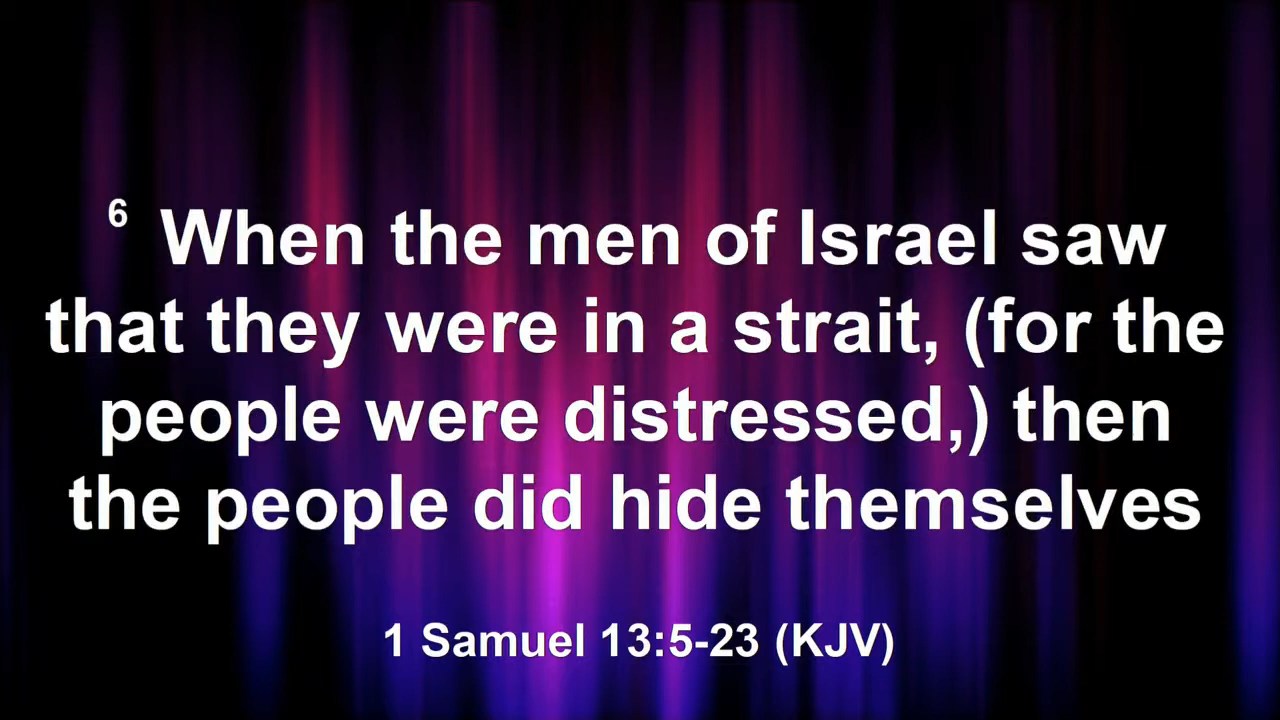 6 When the men of Israel saw
that they were in a strait, (for the
people were distressed,) then
the people did hide themselves
1 Samuel 13:5-23 (KJV)